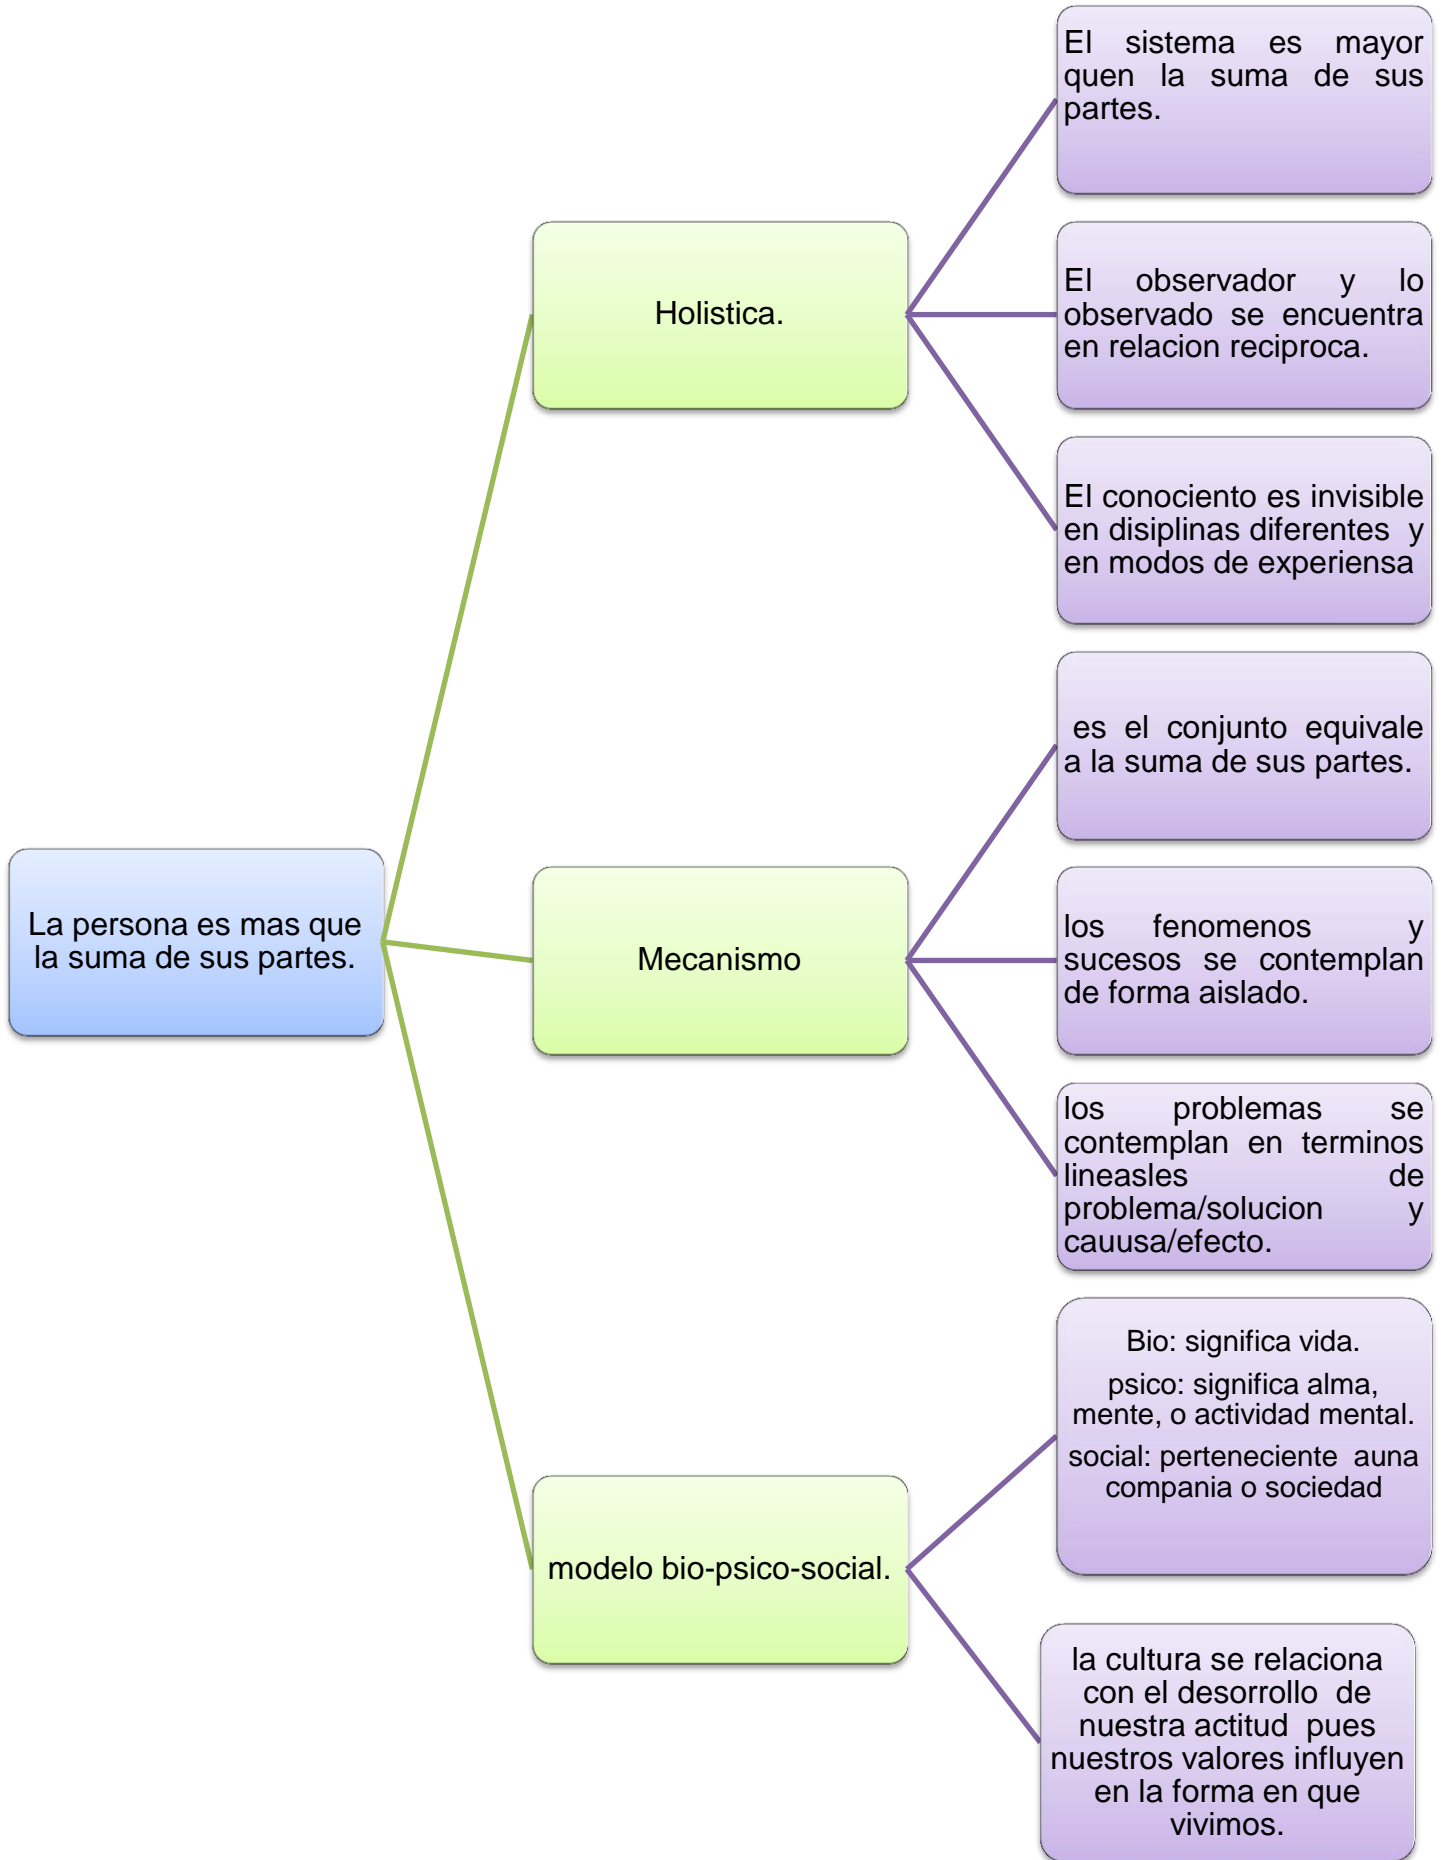 El sistema es mayor
quen la suma de sus
partes.
Holistica.
El observador y lo
observado se encuentra
en relacion reciproca.
El conociento es invisible
en disiplinas diferentes y
en modos de experiensa
La persona es mas que
la suma de sus partes.
Mecanismo
es el conjunto equivale
a la suma de sus partes.
los fenomenos y
sucesos se contemplan
de forma aislado.
los problemas se
contemplan en terminos
lineasles de
problema/solucion y
cauusa/efecto.
modelo bio-psico-social.
Bio: significa vida.
psico: significa alma,
mente, o actividad mental.
social: perteneciente auna
compania o sociedad
la cultura se relaciona
con el desorrollo de
nuestra actitud pues
nuestros valores influyen
en la forma en que
vivimos.